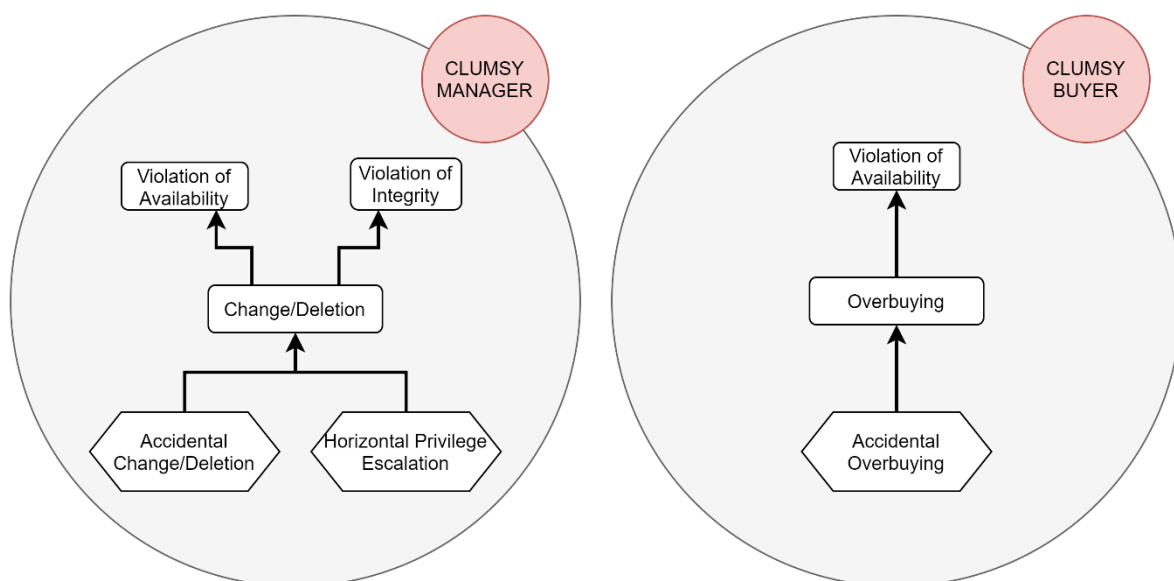 CLUMSY
MANAGER
Violation of
Availability
Violation of
Integrity
Change/Deletion
Accidental
Change/Deletion
Horizontal Privilege
Escalation
CLUMSY
BUYER
Violation of
Availability
Overbuying
Accidental
Overbuying